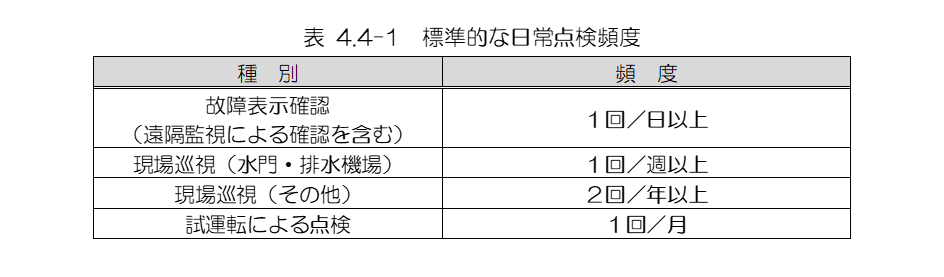 表 4.4-1　標準的な日常点検頻度
種　別　頻　度
故障表示確認
（遠隔監視による確認を含む）　１回／日以上
現場巡視（水門・排水機場）　１回／週以上
現場巡視（その他）　２回／年以上
試運転による点検　１回／月